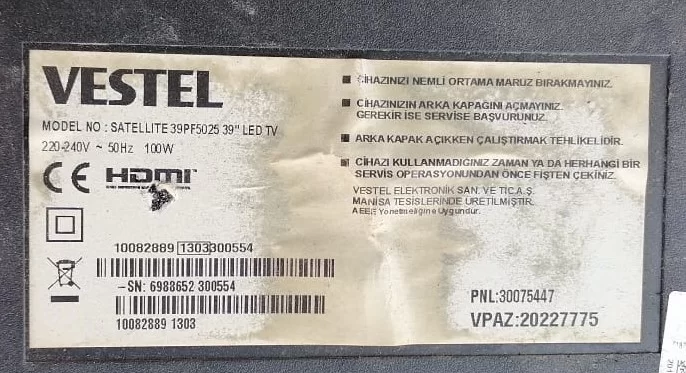 VESTEL
MODEL NO : SATELLITE 39PF5025 39" LED TV
220-240V ~ 50Hz 100W
CE HDMI
10082889 1303300554
-SN: 6988652 300554
10082889 1303
■ CİHAZINIZI NEMLİ ORTAMA MARUZ BIRAKMAYINIZ.
■ CİHAZINIZIN ARKA KAPAĞINI AÇMAYINIZ.
GEREKİR İSE SERVİSE BAŞVURUNUZ.
■ ARKA KAPAK AÇIKKEN ÇALIŞTIRMAK TEHLİKELİDİR.
■ CİHAZI KULLANMADIĞINIZ ZAMAN YA DA HERHANGİ BİR
SERVİS OPERASYONUNDAN ÖNCE FİŞTEN ÇEKİNİZ.
VESTEL ELEKTRONİK SAN. VE TİC.A.Ş.
MANİSA TESİSLERİNDE ÜRETİLMİŞTİR.
AEEE Yönetmeliğine Uygundur.
PNL:30075447
VPAZ:20227775